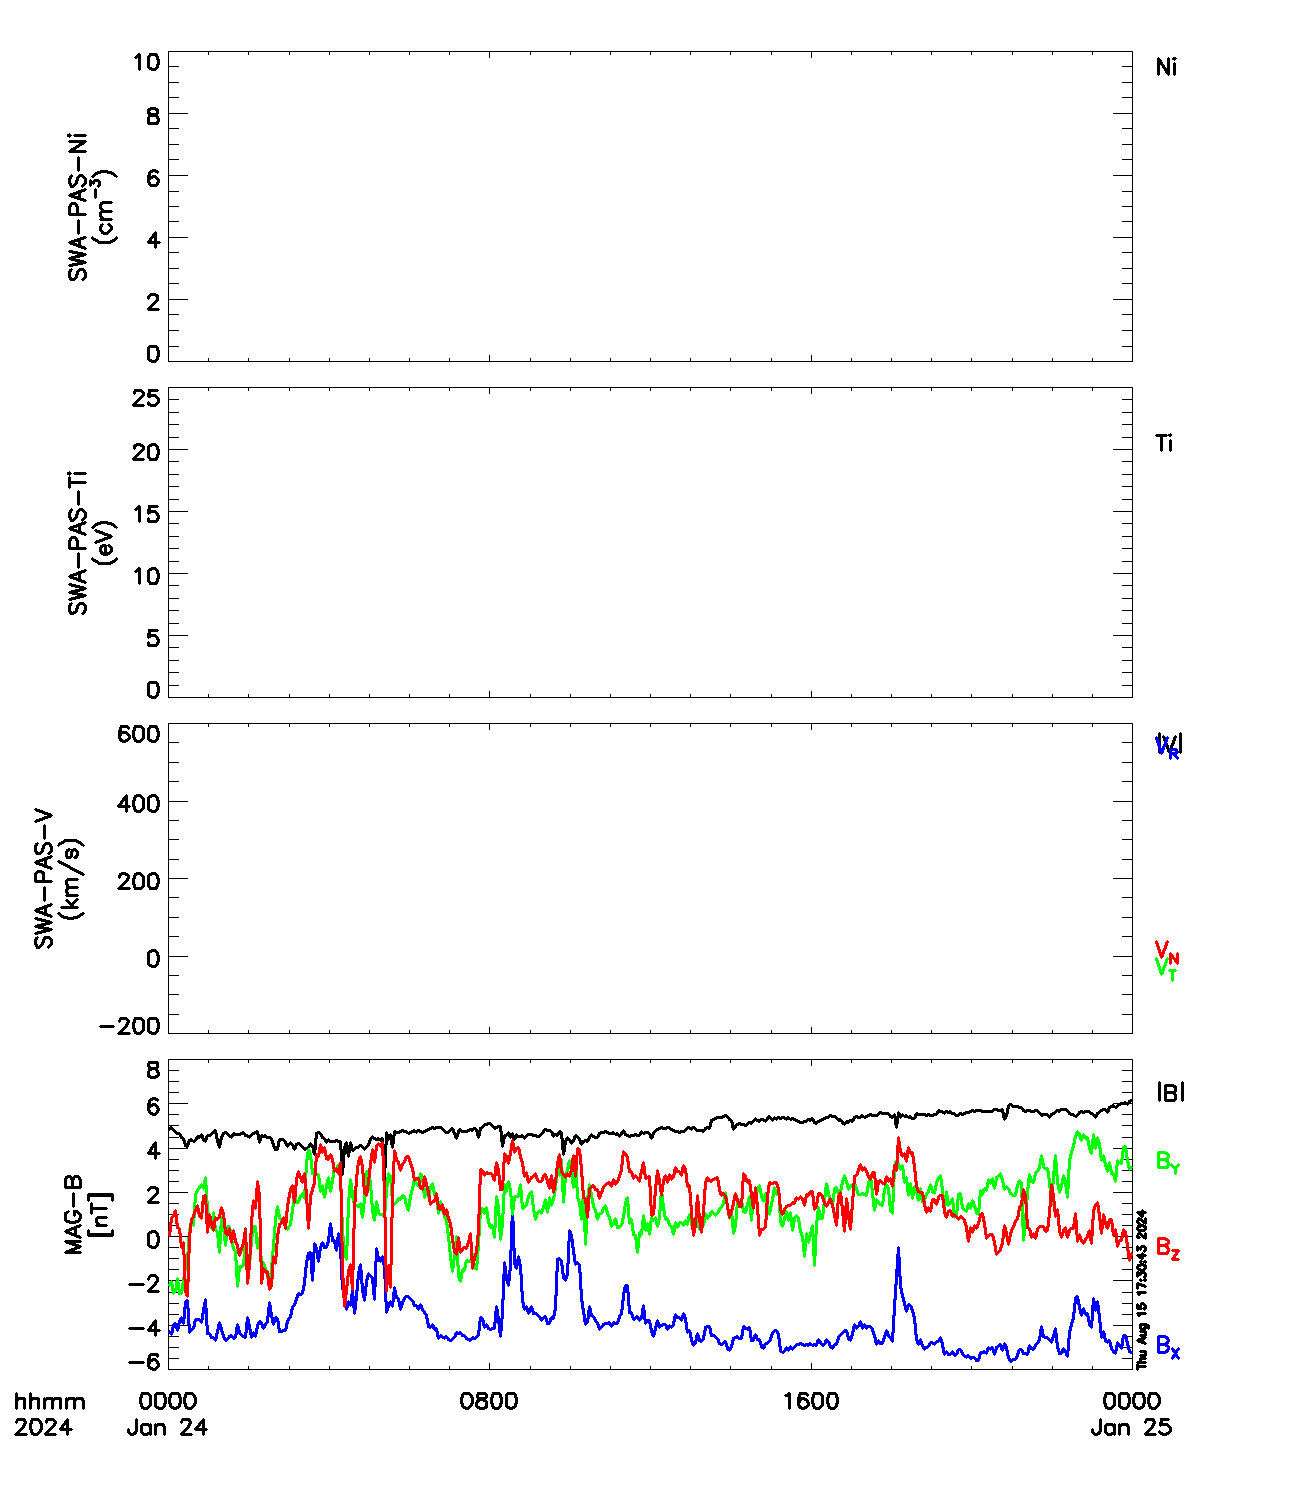 SWA-PAS-Ni
(cm⁻³)
10
8
6
4
2
0
Ni
SWA-PAS-Ti
(eV)
25
20
15
10
5
0
Ti
SWA-PAS-V
(km/s)
600
400
200
0
-200
|V|
V_R
V_N
V_T
MAG-B
[nT]
8
6
4
2
0
-2
-4
-6
|B|
B_Y
B_Z
B_X
Thu Aug 15 17:30:43 2024
hhmm 0000 0800 1600 0000
2024 Jan 24 Jan 25